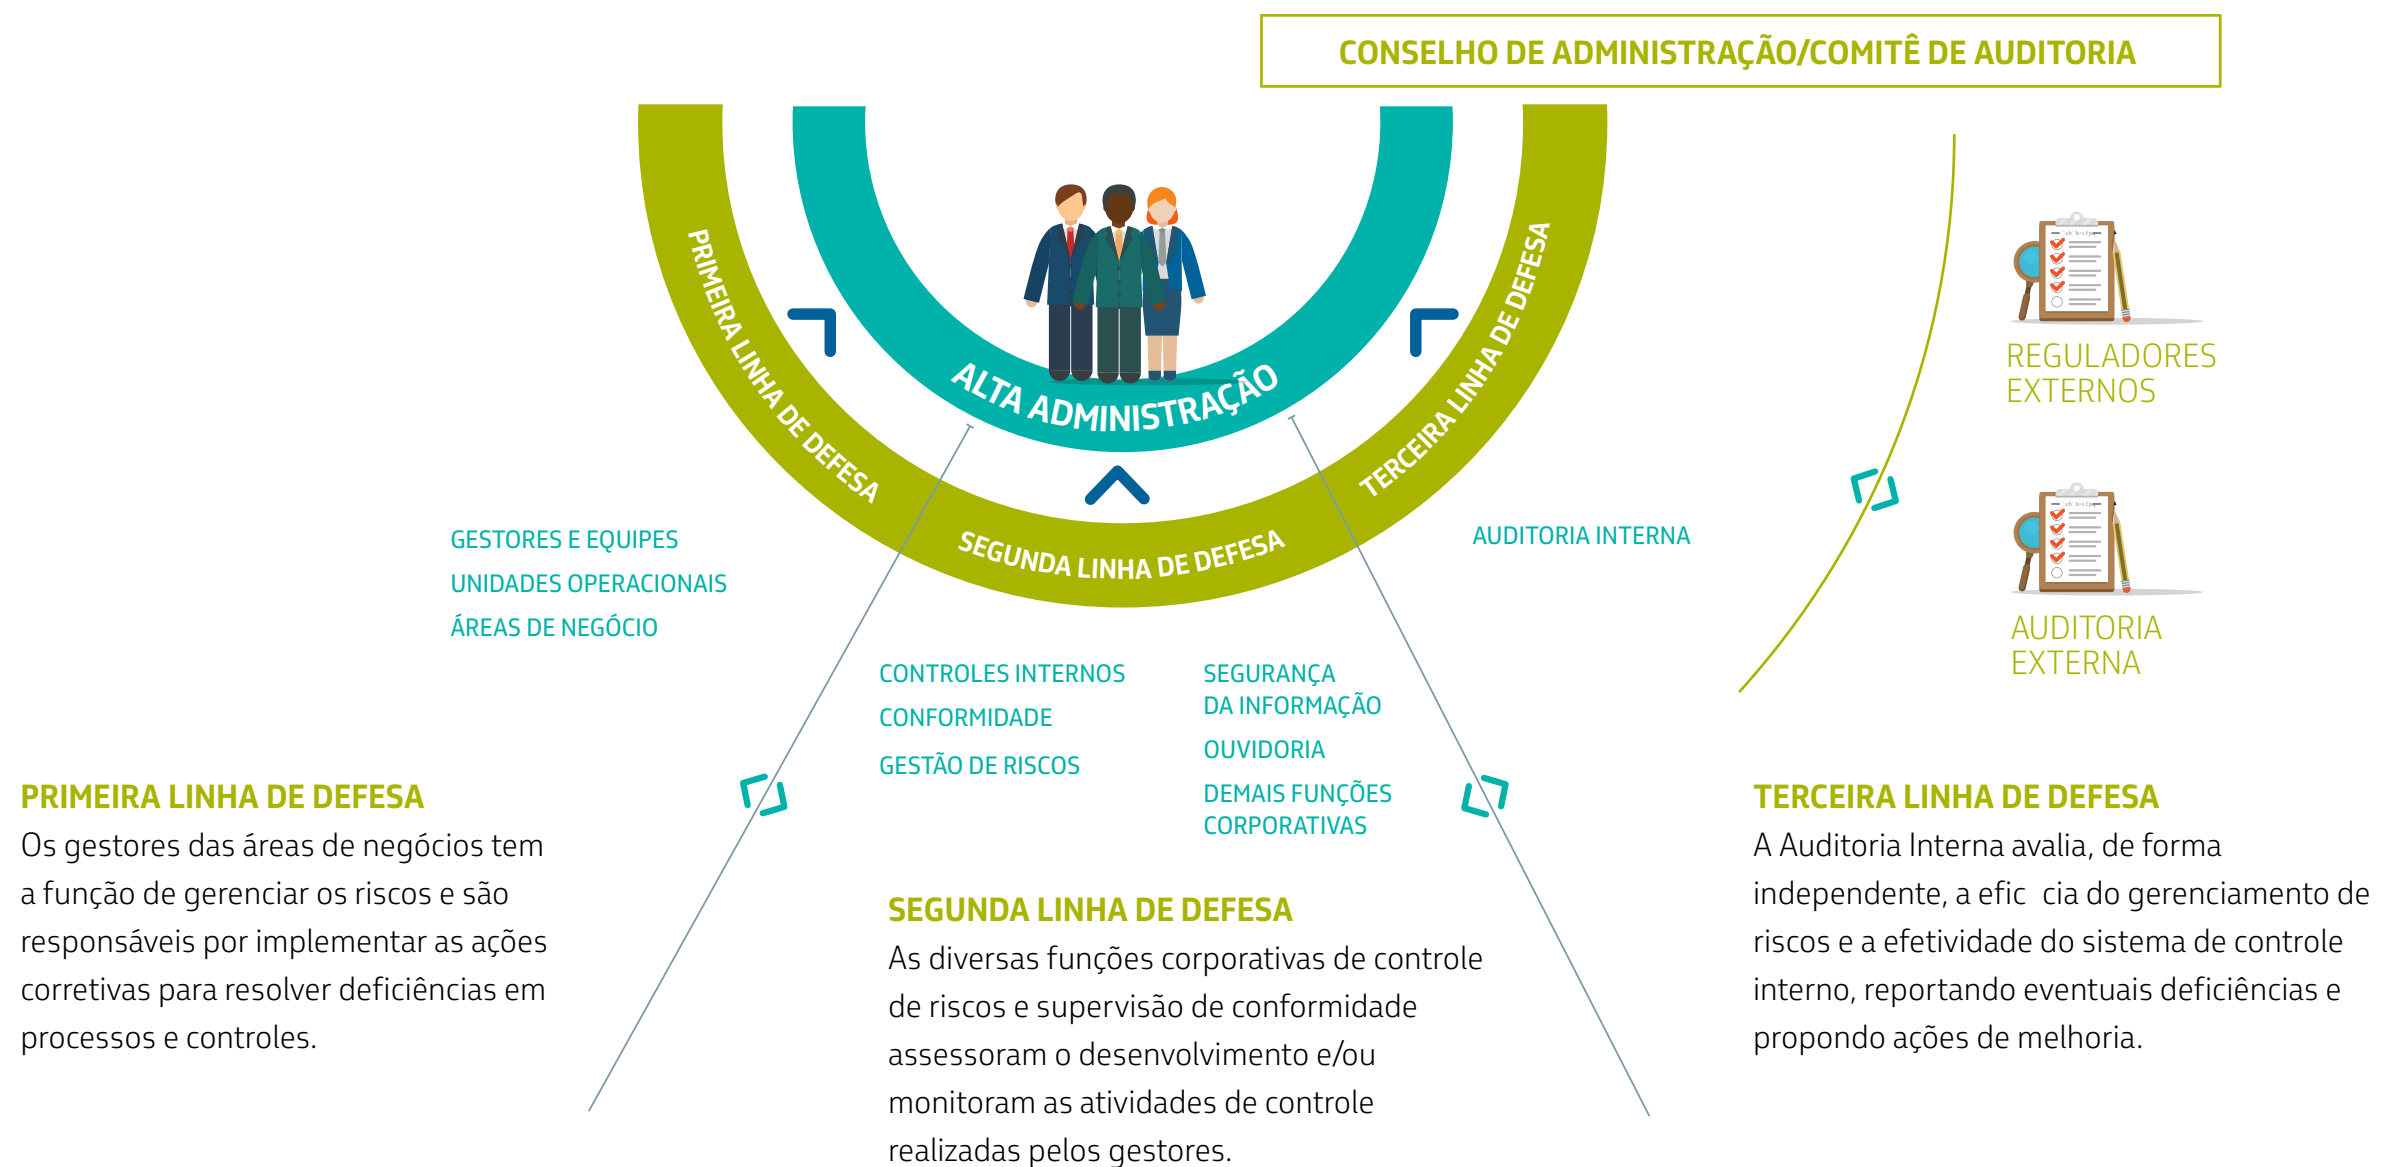 CONSELHO DE ADMINISTRAÇÃO/COMITÊ DE AUDITORIA
PRIMEIRA LINHA DE DEFESA
ALTA ADMINISTRAÇÃO
TERCEIRA LINHA DE DEFESA
SEGUNDA LINHA DE DEFESA
REGULADORES
EXTERNOS
AUDITORIA
EXTERNA
GESTORES E EQUIPES
UNIDADES OPERACIONAIS
ÁREAS DE NEGÓCIO
CONTROLES INTERNOS
CONFORMIDADE
GESTÃO DE RISCOS
SEGURANÇA
DA INFORMAÇÃO
OUVIDORIA
DEMAIS FUNÇÕES
CORPORATIVAS
AUDITORIA INTERNA
PRIMEIRA LINHA DE DEFESA
Os gestores das áreas de negócios tem
a função de gerenciar os riscos e são
responsáveis por implementar as ações
corretivas para resolver deficiências em
processos e controles.
SEGUNDA LINHA DE DEFESA
As diversas funções corporativas de controle
de riscos e supervisão de conformidade
assessoram o desenvolvimento e/ou
monitoram as atividades de controle
realizadas pelos gestores.
TERCEIRA LINHA DE DEFESA
A Auditoria Interna avalia, de forma
independente, a efic cia do gerenciamento de
riscos e a efetividade do sistema de controle
interno, reportando eventuais deficiências e
propondo ações de melhoria.